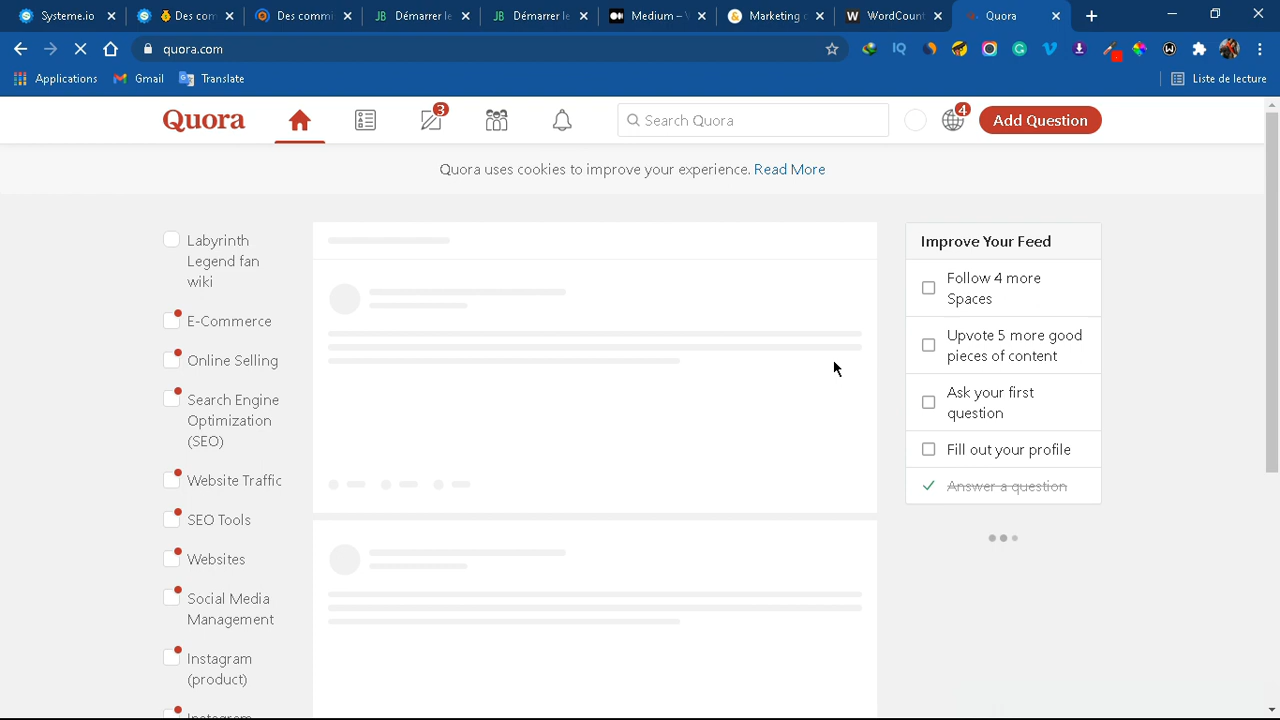 Systeme.io
Des com
Des commi
Démarrer le
Démarrer le
Medium – \
Marketing d
WordCount
Quora
quora.com
Applications
Gmail
Translate
Liste de lecture
Quora
3
Search Quora
4
Add Question
Quora uses cookies to improve your experience. Read More
Labyrinth
Legend fan
wiki
E-Commerce
Online Selling
Search Engine
Optimization
(SEO)
Website Traffic
SEO Tools
Websites
Social Media
Management
Instagram
(product)
Instagram
Improve Your Feed
Follow 4 more
Spaces
Upvote 5 more good
pieces of content
Ask your first
question
Fill out your profile
Answer a question